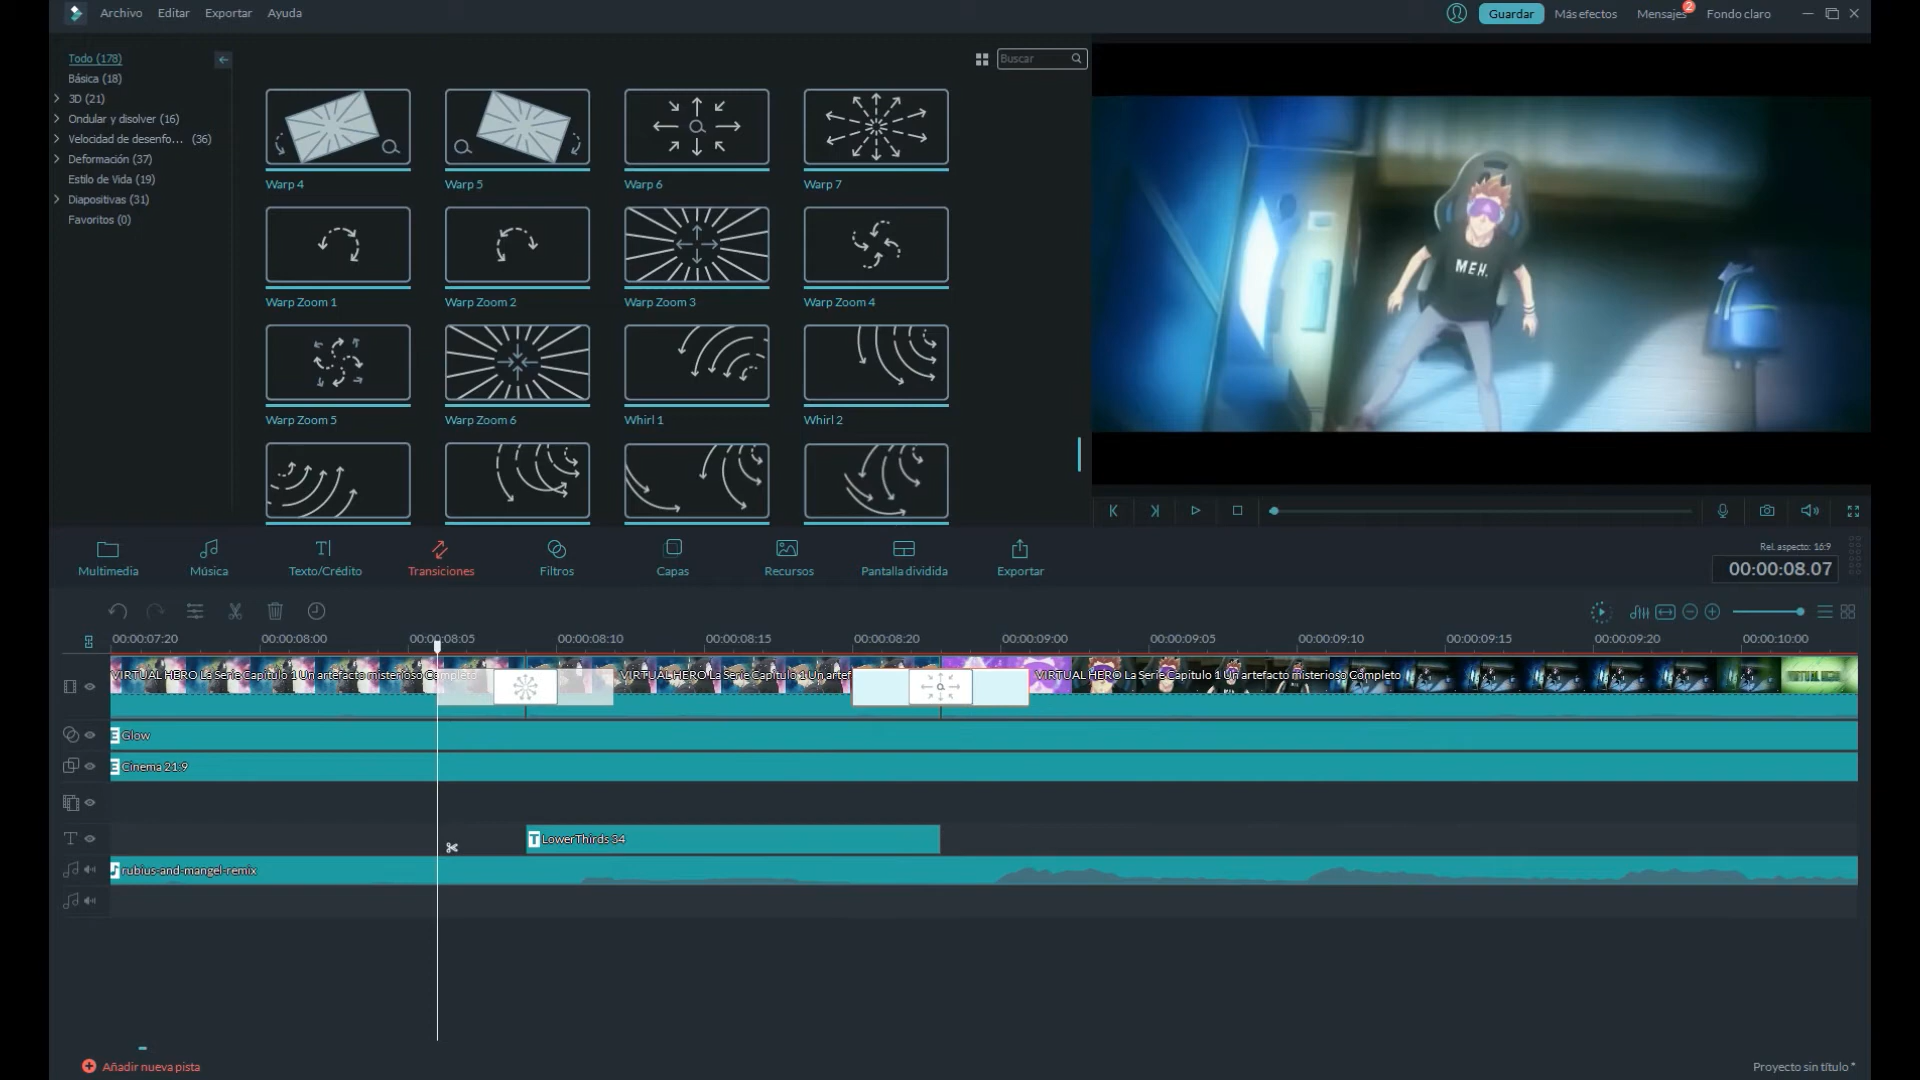 Archivo Editar Exportar Ayuda
Guardar Más efectos Mensajes 2 Fondo claro
Todo (178)
Básica (18)
3D (21)
Ondular y disolver (16)
Velocidad de desenfo... (36)
Deformación (37)
Estilo de Vida (19)
Diapositivas (31)
Favoritos (0)
Buscar
Warp 4 Warp 5 Warp 6 Warp 7
Warp Zoom 1 Warp Zoom 2 Warp Zoom 3 Warp Zoom 4
Warp Zoom 5 Warp Zoom 6 Whirl 1 Whirl 2
MEH.
Multimedia Música Texto/Crédito Transiciones Filtros Capas Recursos Pantalla dividida Exportar
Rel. aspecto: 16:9
00:00:08.07
00:00:07:20 00:00:08:00 00:00:08:05 00:00:08:10 00:00:08:15 00:00:08:20 00:00:09:00 00:00:09:05 00:00:09:10 00:00:09:15 00:00:09:20 00:00:10:00
VIRTUAL HERO La Serie Capitulo 1 Un artefacto misterioso Completo VIRTUAL HERO La Serie Capitulo 1 Un artef VIRTUAL HERO La Serie Capitulo 1 Un artefacto misterioso Completo
E Glow
E Cinema 21:9
T LowerThirds 34
rubius-and-mangel-remix
Añadir nueva pista
Proyecto sin título *